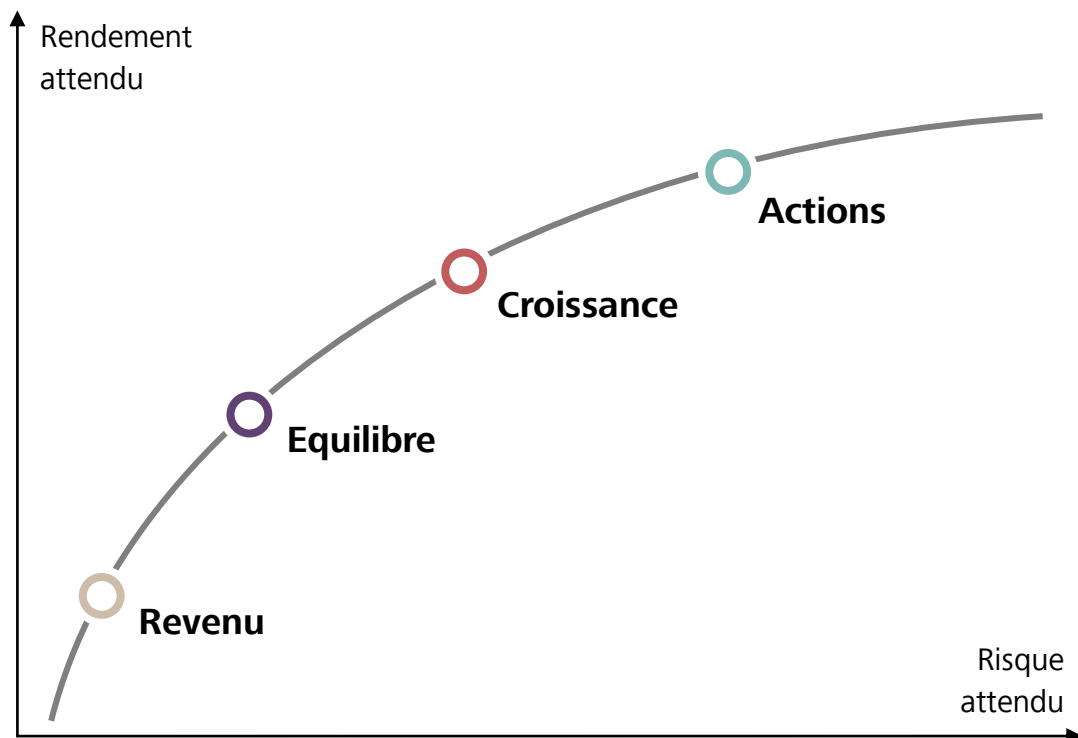 Rendement
attendu
Actions
Croissance
Equilibre
Revenu
Risque
attendu